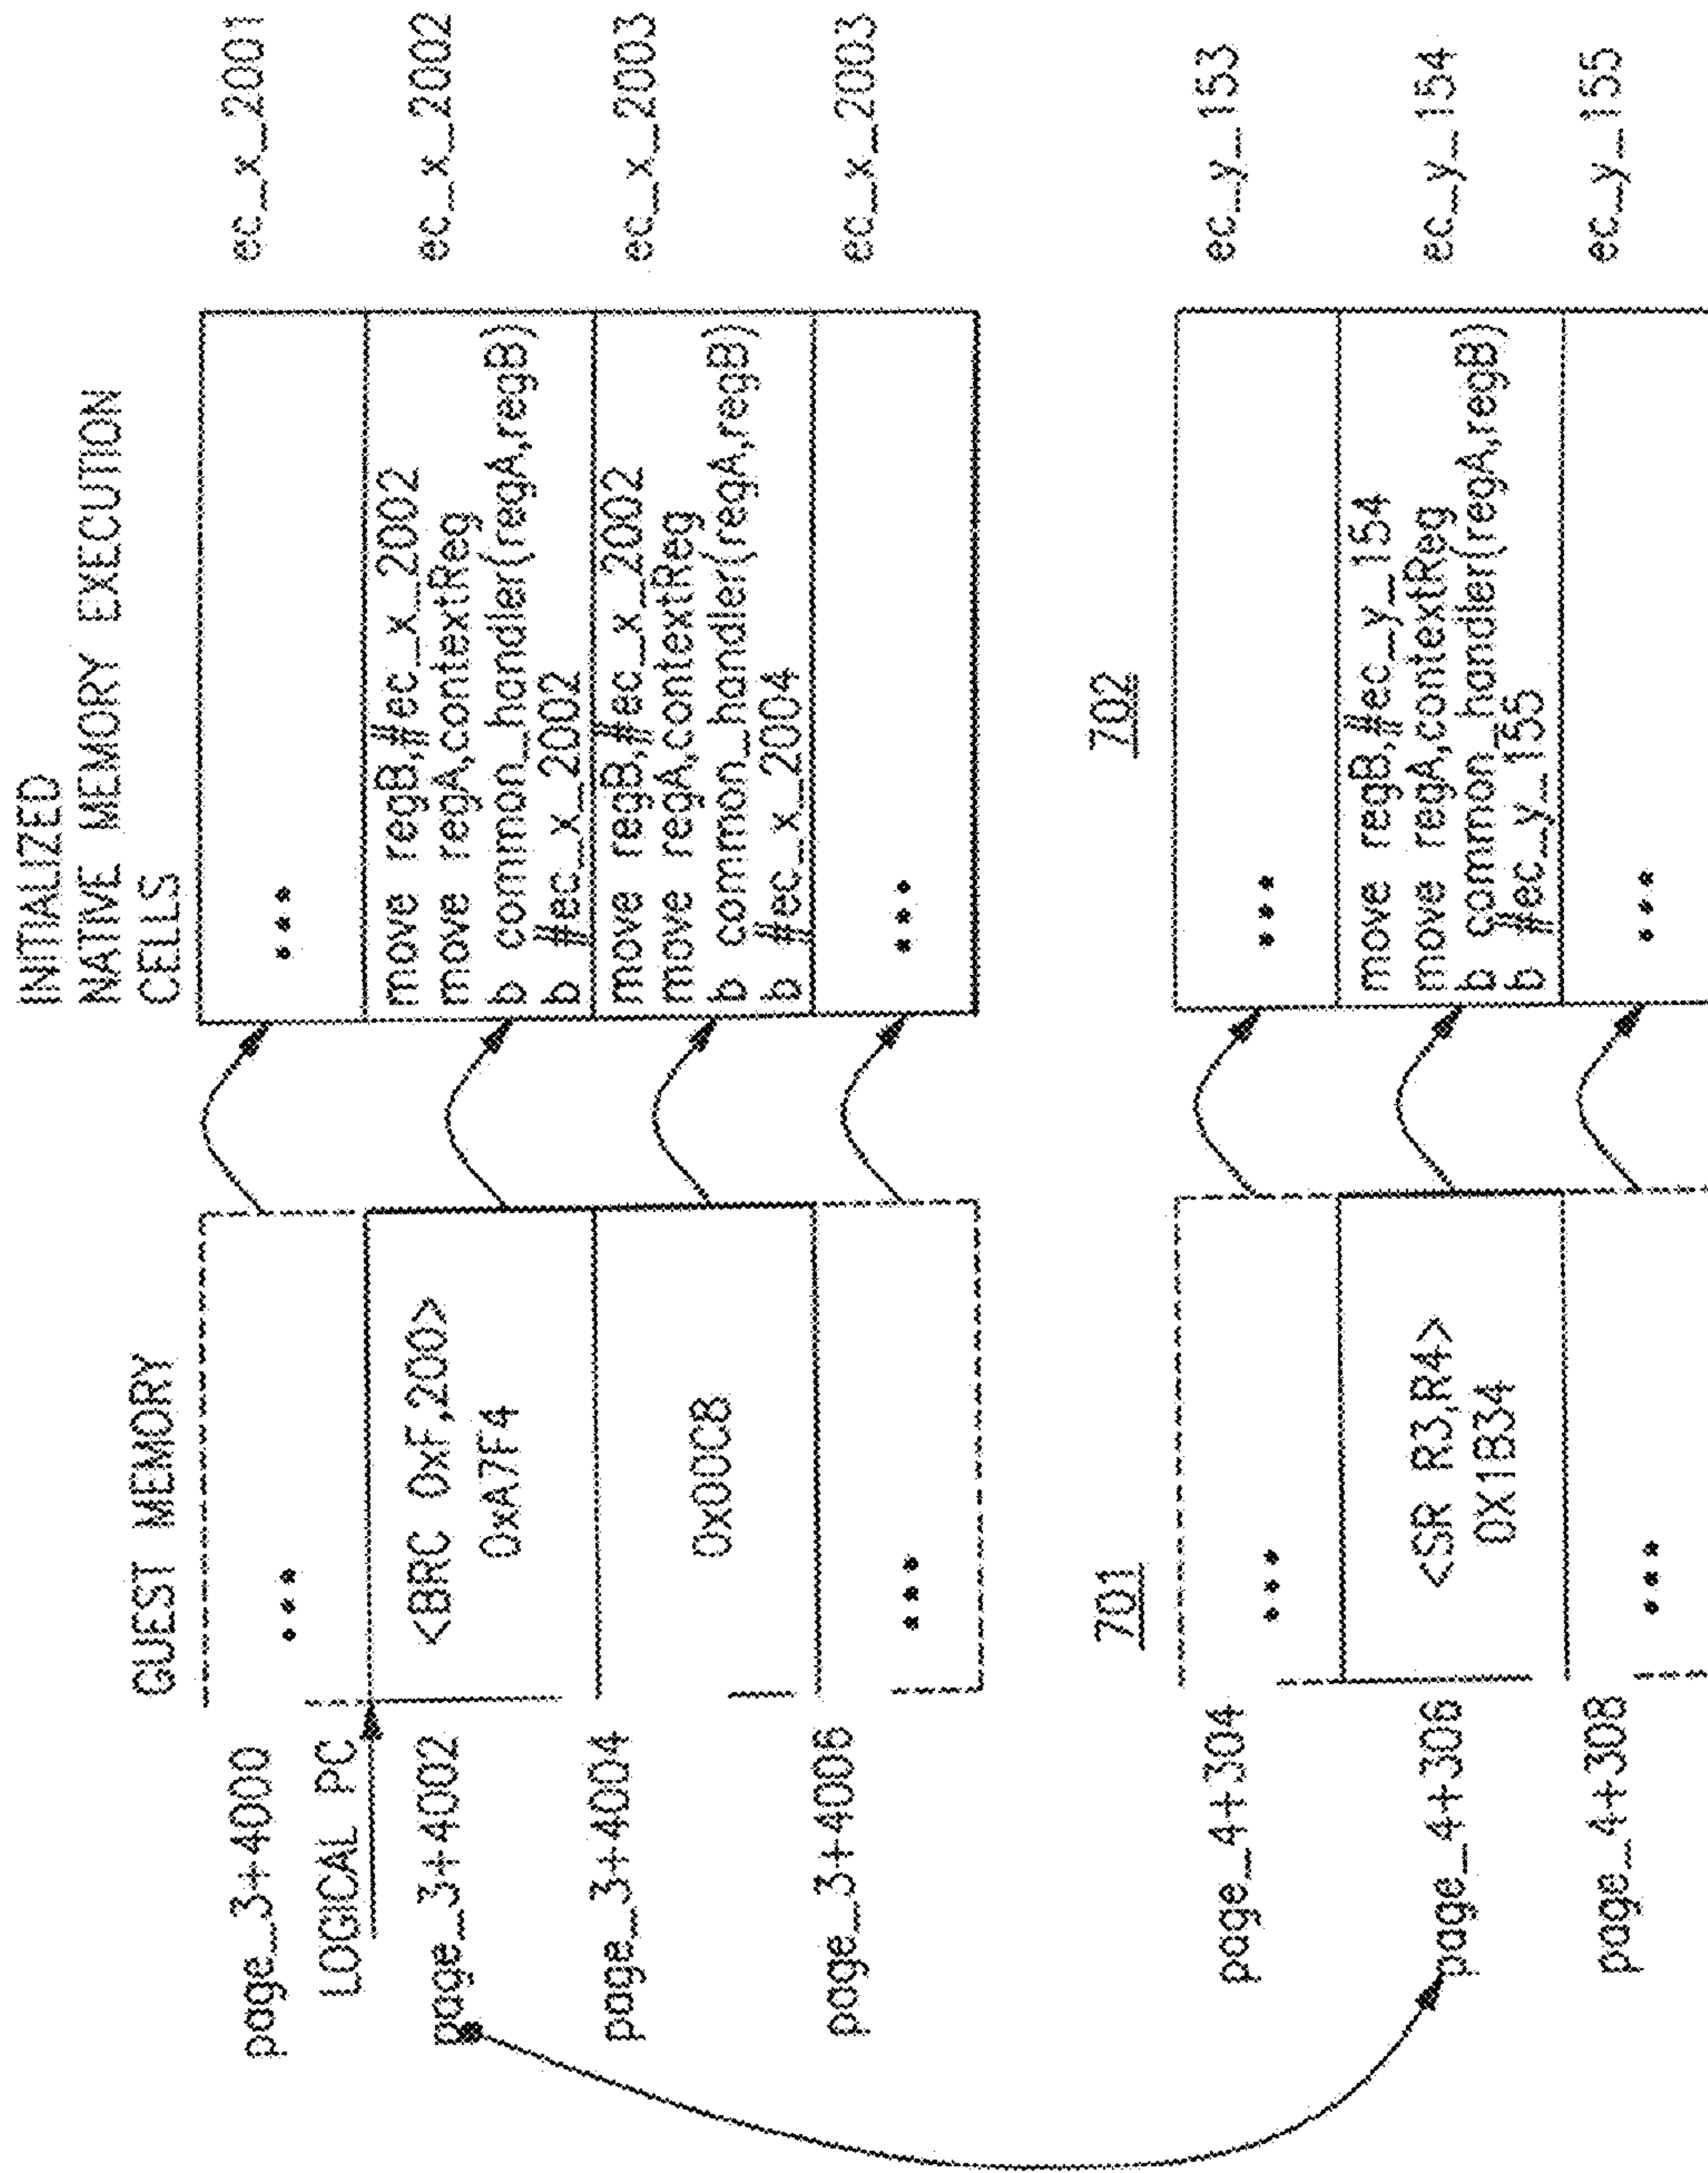 INITIALIZED
NATIVE MEMORY EXECUTION
CELLS
GUEST MEMORY
page_3+4000
• • •
• • •
ec_x_2001
LOGICAL PC
page_3+4002
<BRC 0xF,200>
0xA7F4
move regB,#ec_x_2002
move regA,contextReg
b common_handler(regA,regB)
b #ec_x_2002
ec_x_2002
page_3+4004
0x00C8
move regB,#ec_x_2002
move regA,contextReg
b common_handler(regA,regB)
b #ec_x_2004
ec_x_2003
page_3+4006
• • •
• • •
ec_x_2003
701
702
page_4+304
• • •
• • •
ec_y_153
page_4+306
<SR R3,R4>
0X1B34
move regB,#ec_y_154
move regA,contextReg
b common_handler(regA,regB)
b #ec_y_155
ec_y_154
page_4+308
• • •
• • •
ec_y_155